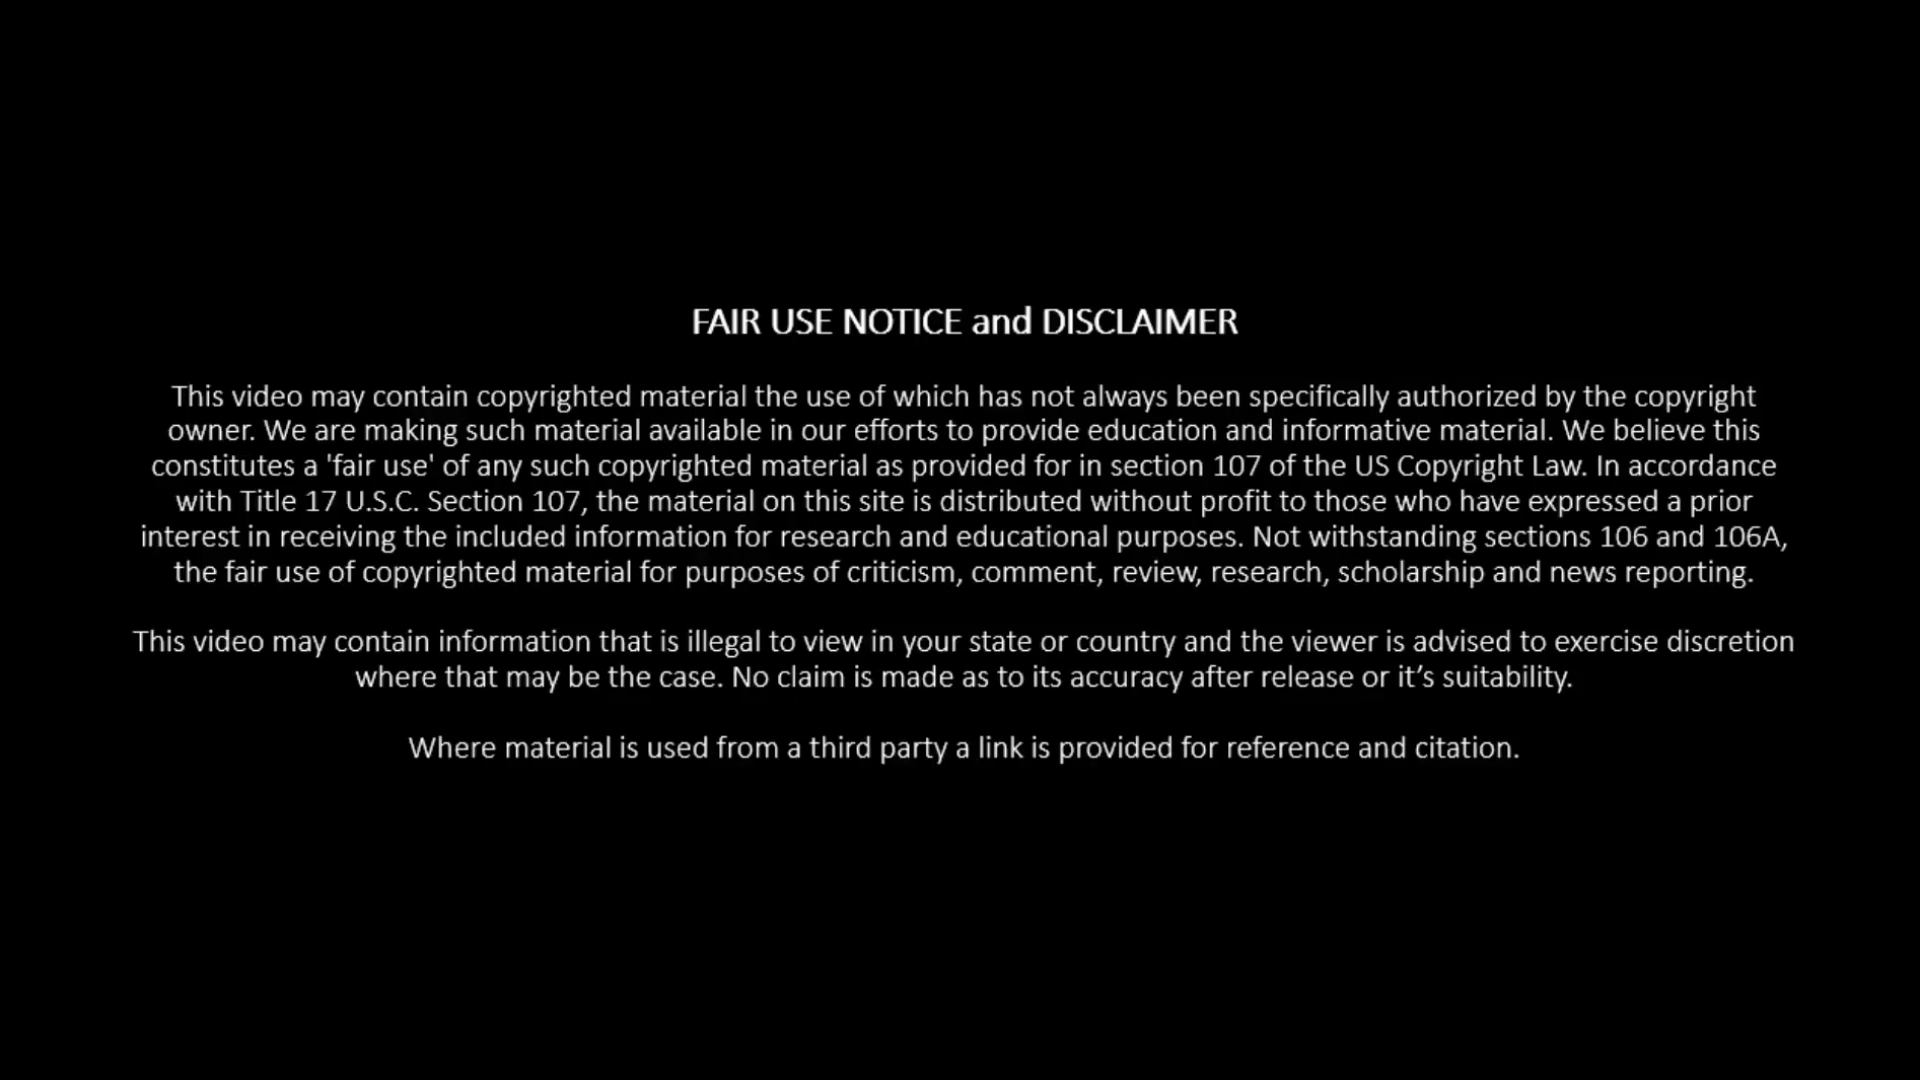 FAIR USE NOTICE and DISCLAIMER
This video may contain copyrighted material the use of which has not always been specifically authorized by the copyright
owner. We are making such material available in our efforts to provide education and informative material. We believe this
constitutes a 'fair use' of any such copyrighted material as provided for in section 107 of the US Copyright Law. In accordance
with Title 17 U.S.C. Section 107, the material on this site is distributed without profit to those who have expressed a prior
interest in receiving the included information for research and educational purposes. Not withstanding sections 106 and 106A,
the fair use of copyrighted material for purposes of criticism, comment, review, research, scholarship and news reporting.
This video may contain information that is illegal to view in your state or country and the viewer is advised to exercise discretion
where that may be the case. No claim is made as to its accuracy after release or it’s suitability.
Where material is used from a third party a link is provided for reference and citation.